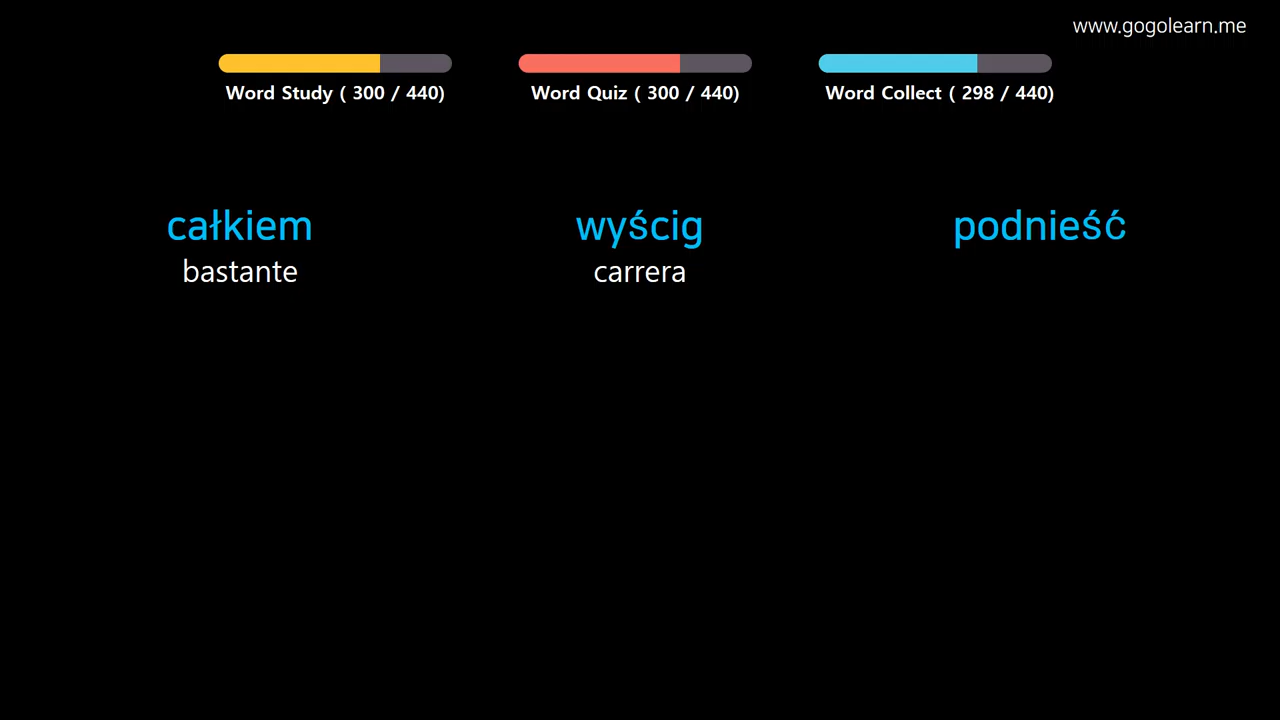 www.gogolearn.me
Word Study ( 300 / 440)
Word Quiz ( 300 / 440)
Word Collect ( 298 / 440)
całkiem
bastante
wyścig
carrera
podnieść